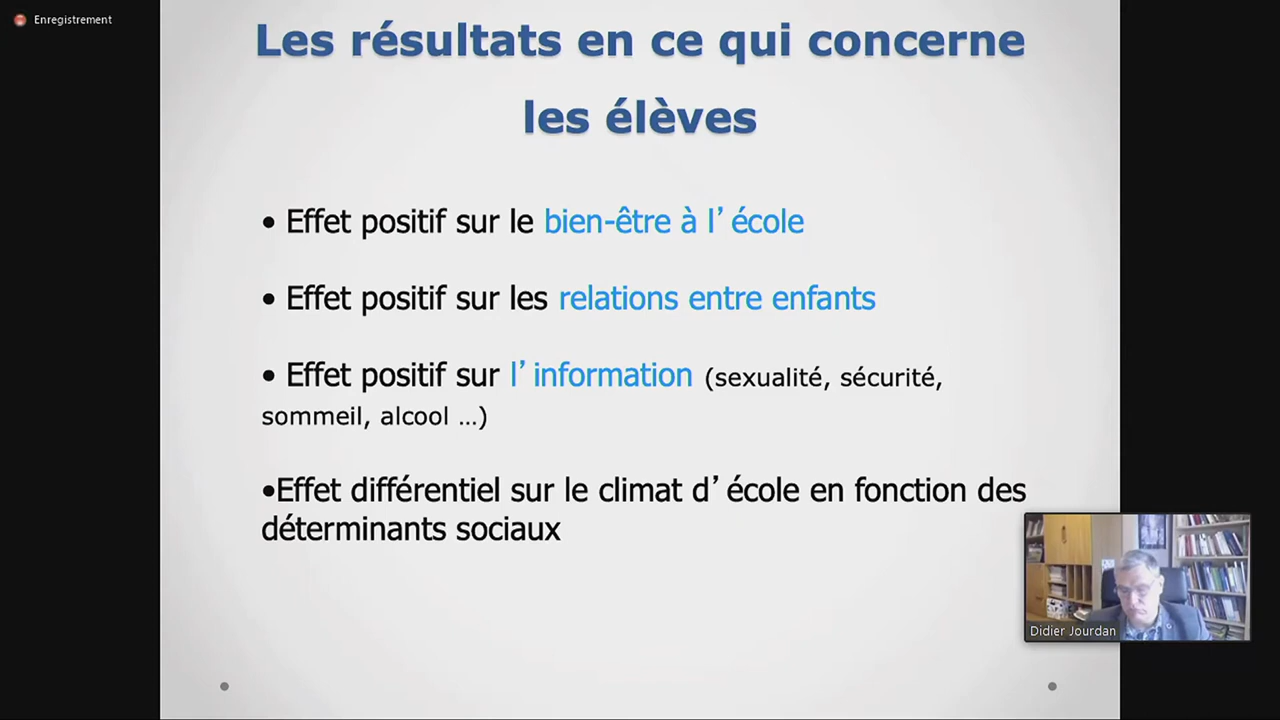 Enregistrement
Les résultats en ce qui concerne
les élèves
• Effet positif sur le bien-être à l’école
• Effet positif sur les relations entre enfants
• Effet positif sur l’information (sexualité, sécurité,
sommeil, alcool …)
•Effet différentiel sur le climat d’école en fonction des
déterminants sociaux
Didier Jourdan